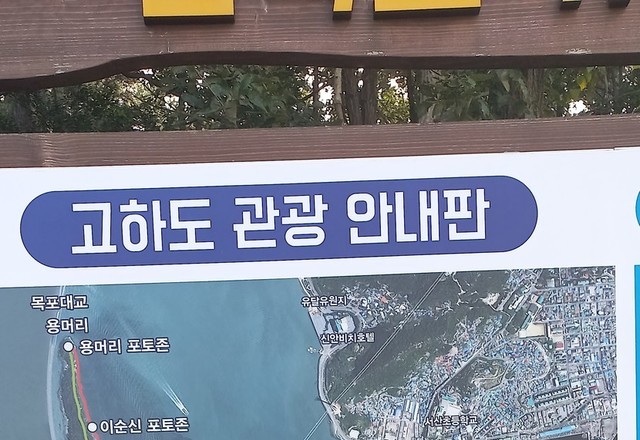 고하도 관광 안내판
목포대교
용머리
용머리 포토존
이순신 포토존
유달유원지
신안비치호텔
서산초등학교